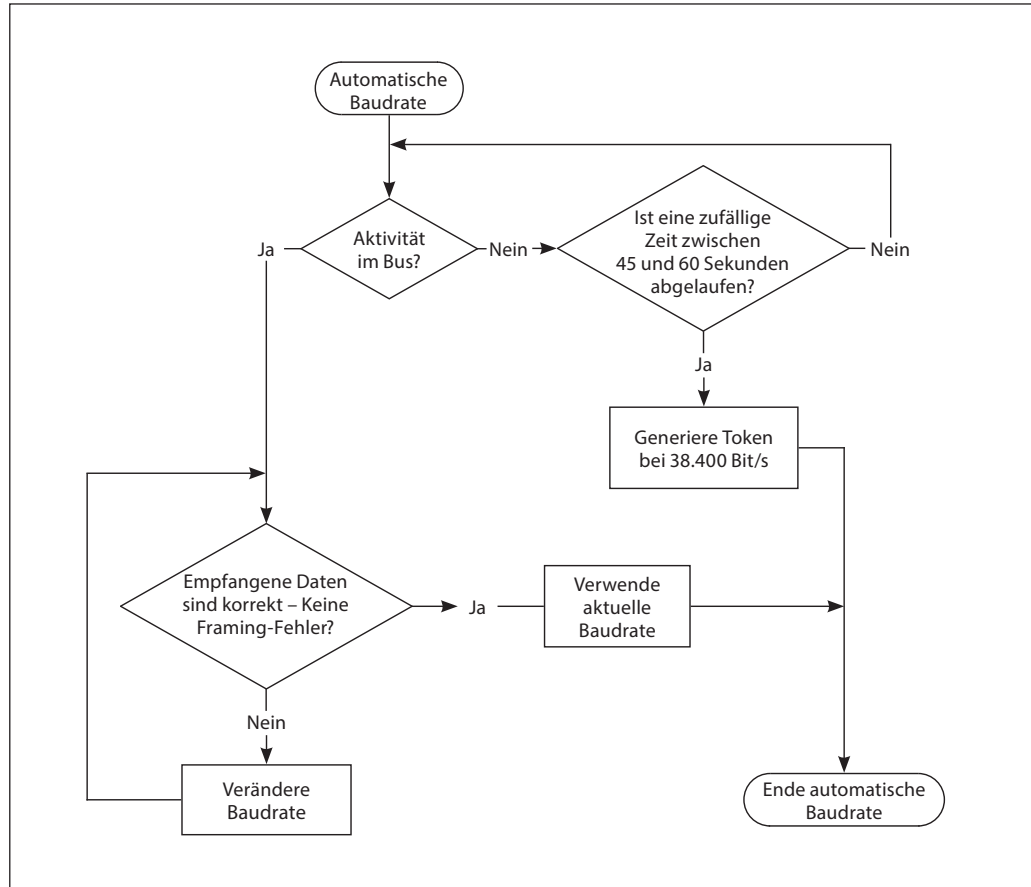 Automatische
Baudrate
Ja
Aktivität
im Bus?
Nein
Ist eine zufällige
Zeit zwischen
45 und 60 Sekunden
abgelaufen?
Nein
Ja
Generiere Token
bei 38.400 Bit/s
Empfangene Daten
sind korrekt – Keine
Framing-Fehler?
Ja
Verwende
aktuelle
Baudrate
Nein
Verändere
Baudrate
Ende automatische
Baudrate